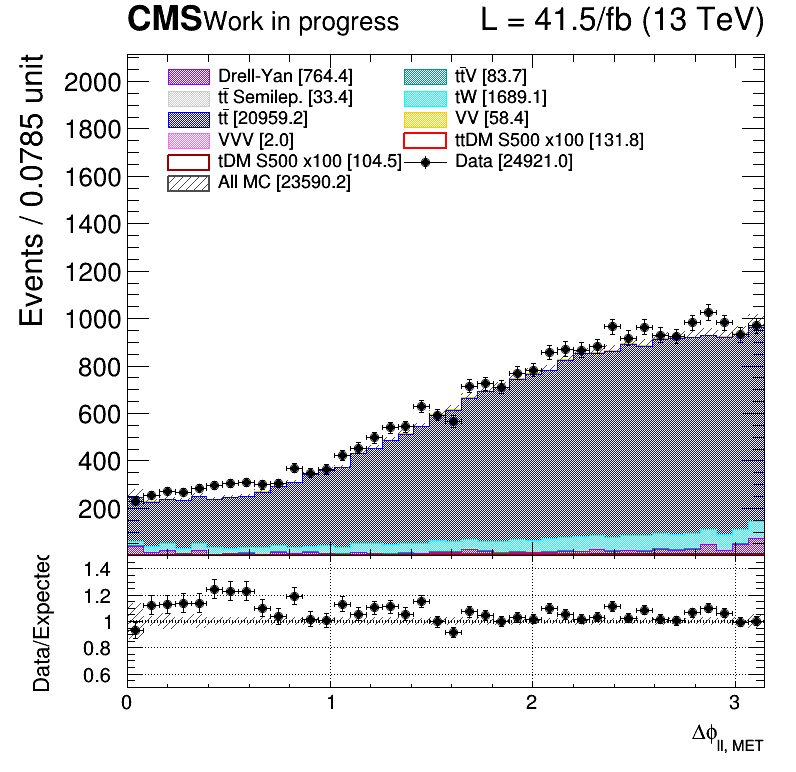 CMS Work in progress L = 41.5/fb (13 TeV)
Events / 0.0785 unit
2000
1800
1600
1400
1200
1000
800
600
400
200
Drell-Yan [764.4] tt̄V [83.7]
tt̄ Semilep. [33.4] tW [1689.1]
tt̄ [20959.2] VV [58.4]
VVV [2.0] ttDM S500 x100 [131.8]
tDM S500 x100 [104.5] Data [24921.0]
All MC [23590.2]
Data/Expected
1.4
1.2
1
0.8
0.6
0 1 2 3
Δϕll, MET